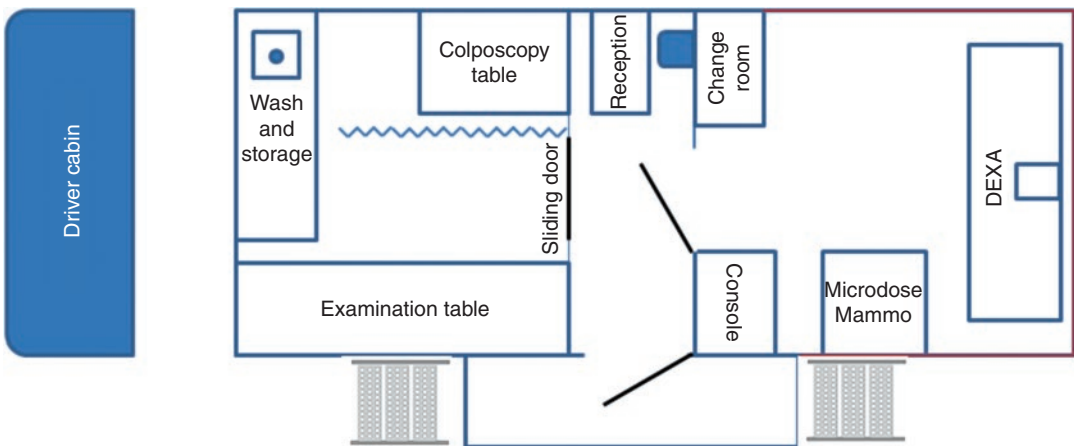 Driver cabin
Wash
and
storage
Colposcopy
table
Sliding door
Examination table
Reception
Change
room
Console
Microdose
Mammo
DEXA